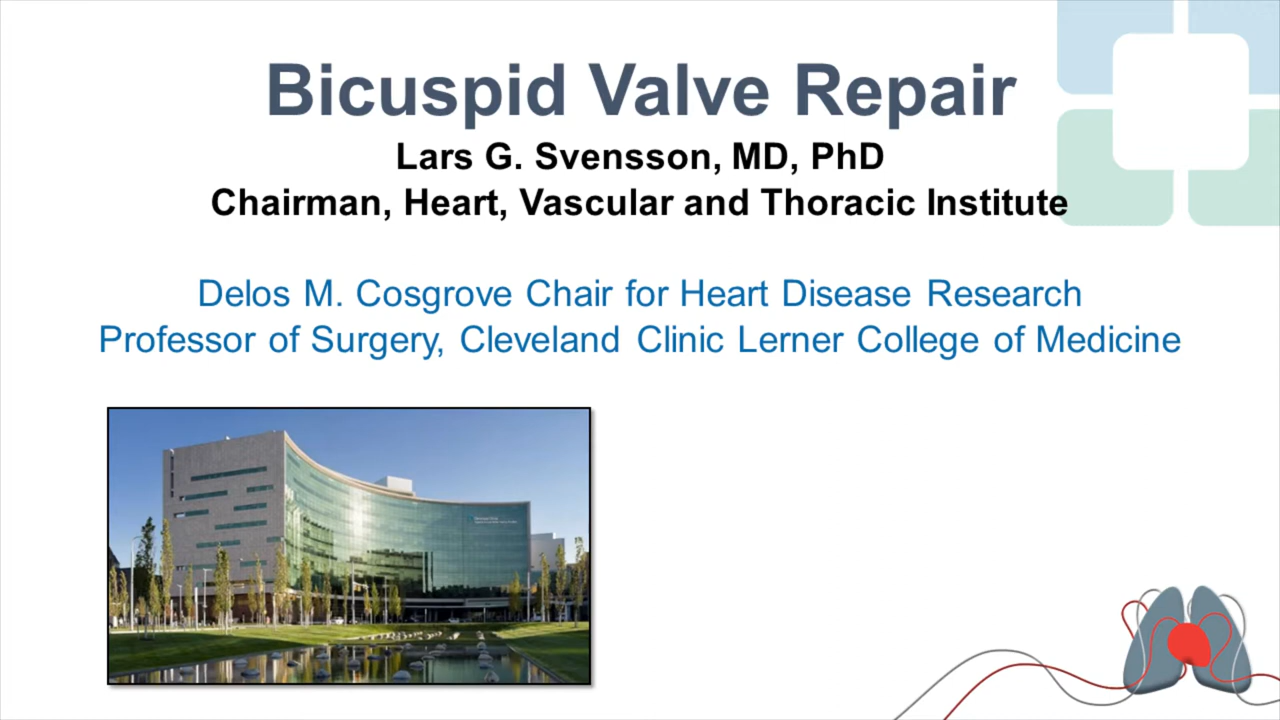 Bicuspid Valve Repair
Lars G. Svensson, MD, PhD
Chairman, Heart, Vascular and Thoracic Institute
Delos M. Cosgrove Chair for Heart Disease Research
Professor of Surgery, Cleveland Clinic Lerner College of Medicine